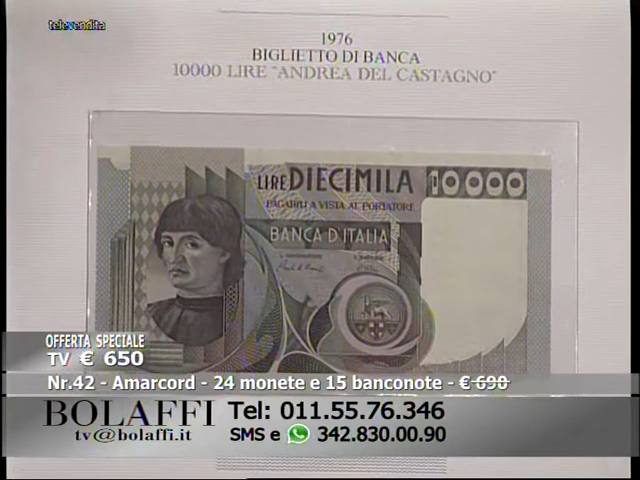 televendita
1976
BIGLIETTO DI BANCA
10000 LIRE "ANDREA DEL CASTAGNO"
LIRE DIECIMILA 10000
PAGABILI A VISTA AL PORTATORE
BANCA D'ITALIA
OFFERTA SPECIALE
TV € 650
Nr.42 - Amarcord - 24 monete e 15 banconote - € 690
BOLAFFI
tv@bolaffi.it
Tel: 011.55.76.346
SMS e 342.830.00.90